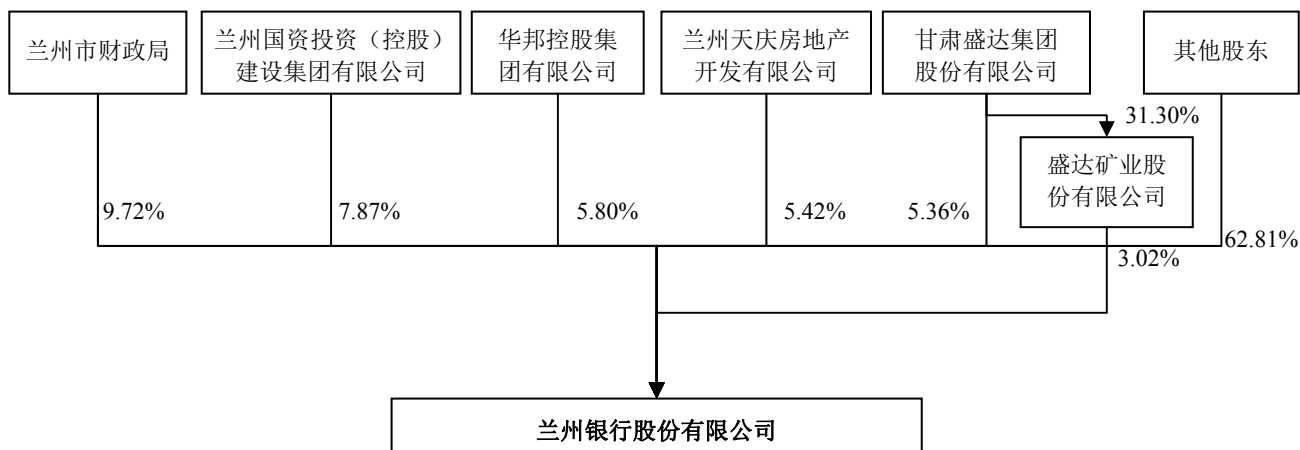 兰州市财政局
兰州国资投资（控股）
建设集团有限公司
华邦控股集
团有限公司
兰州天庆房地产
开发有限公司
甘肃盛达集团
股份有限公司
其他股东
31.30%
盛达矿业股
份有限公司
9.72%
7.87%
5.80%
5.42%
5.36%
62.81%
3.02%
兰州银行股份有限公司